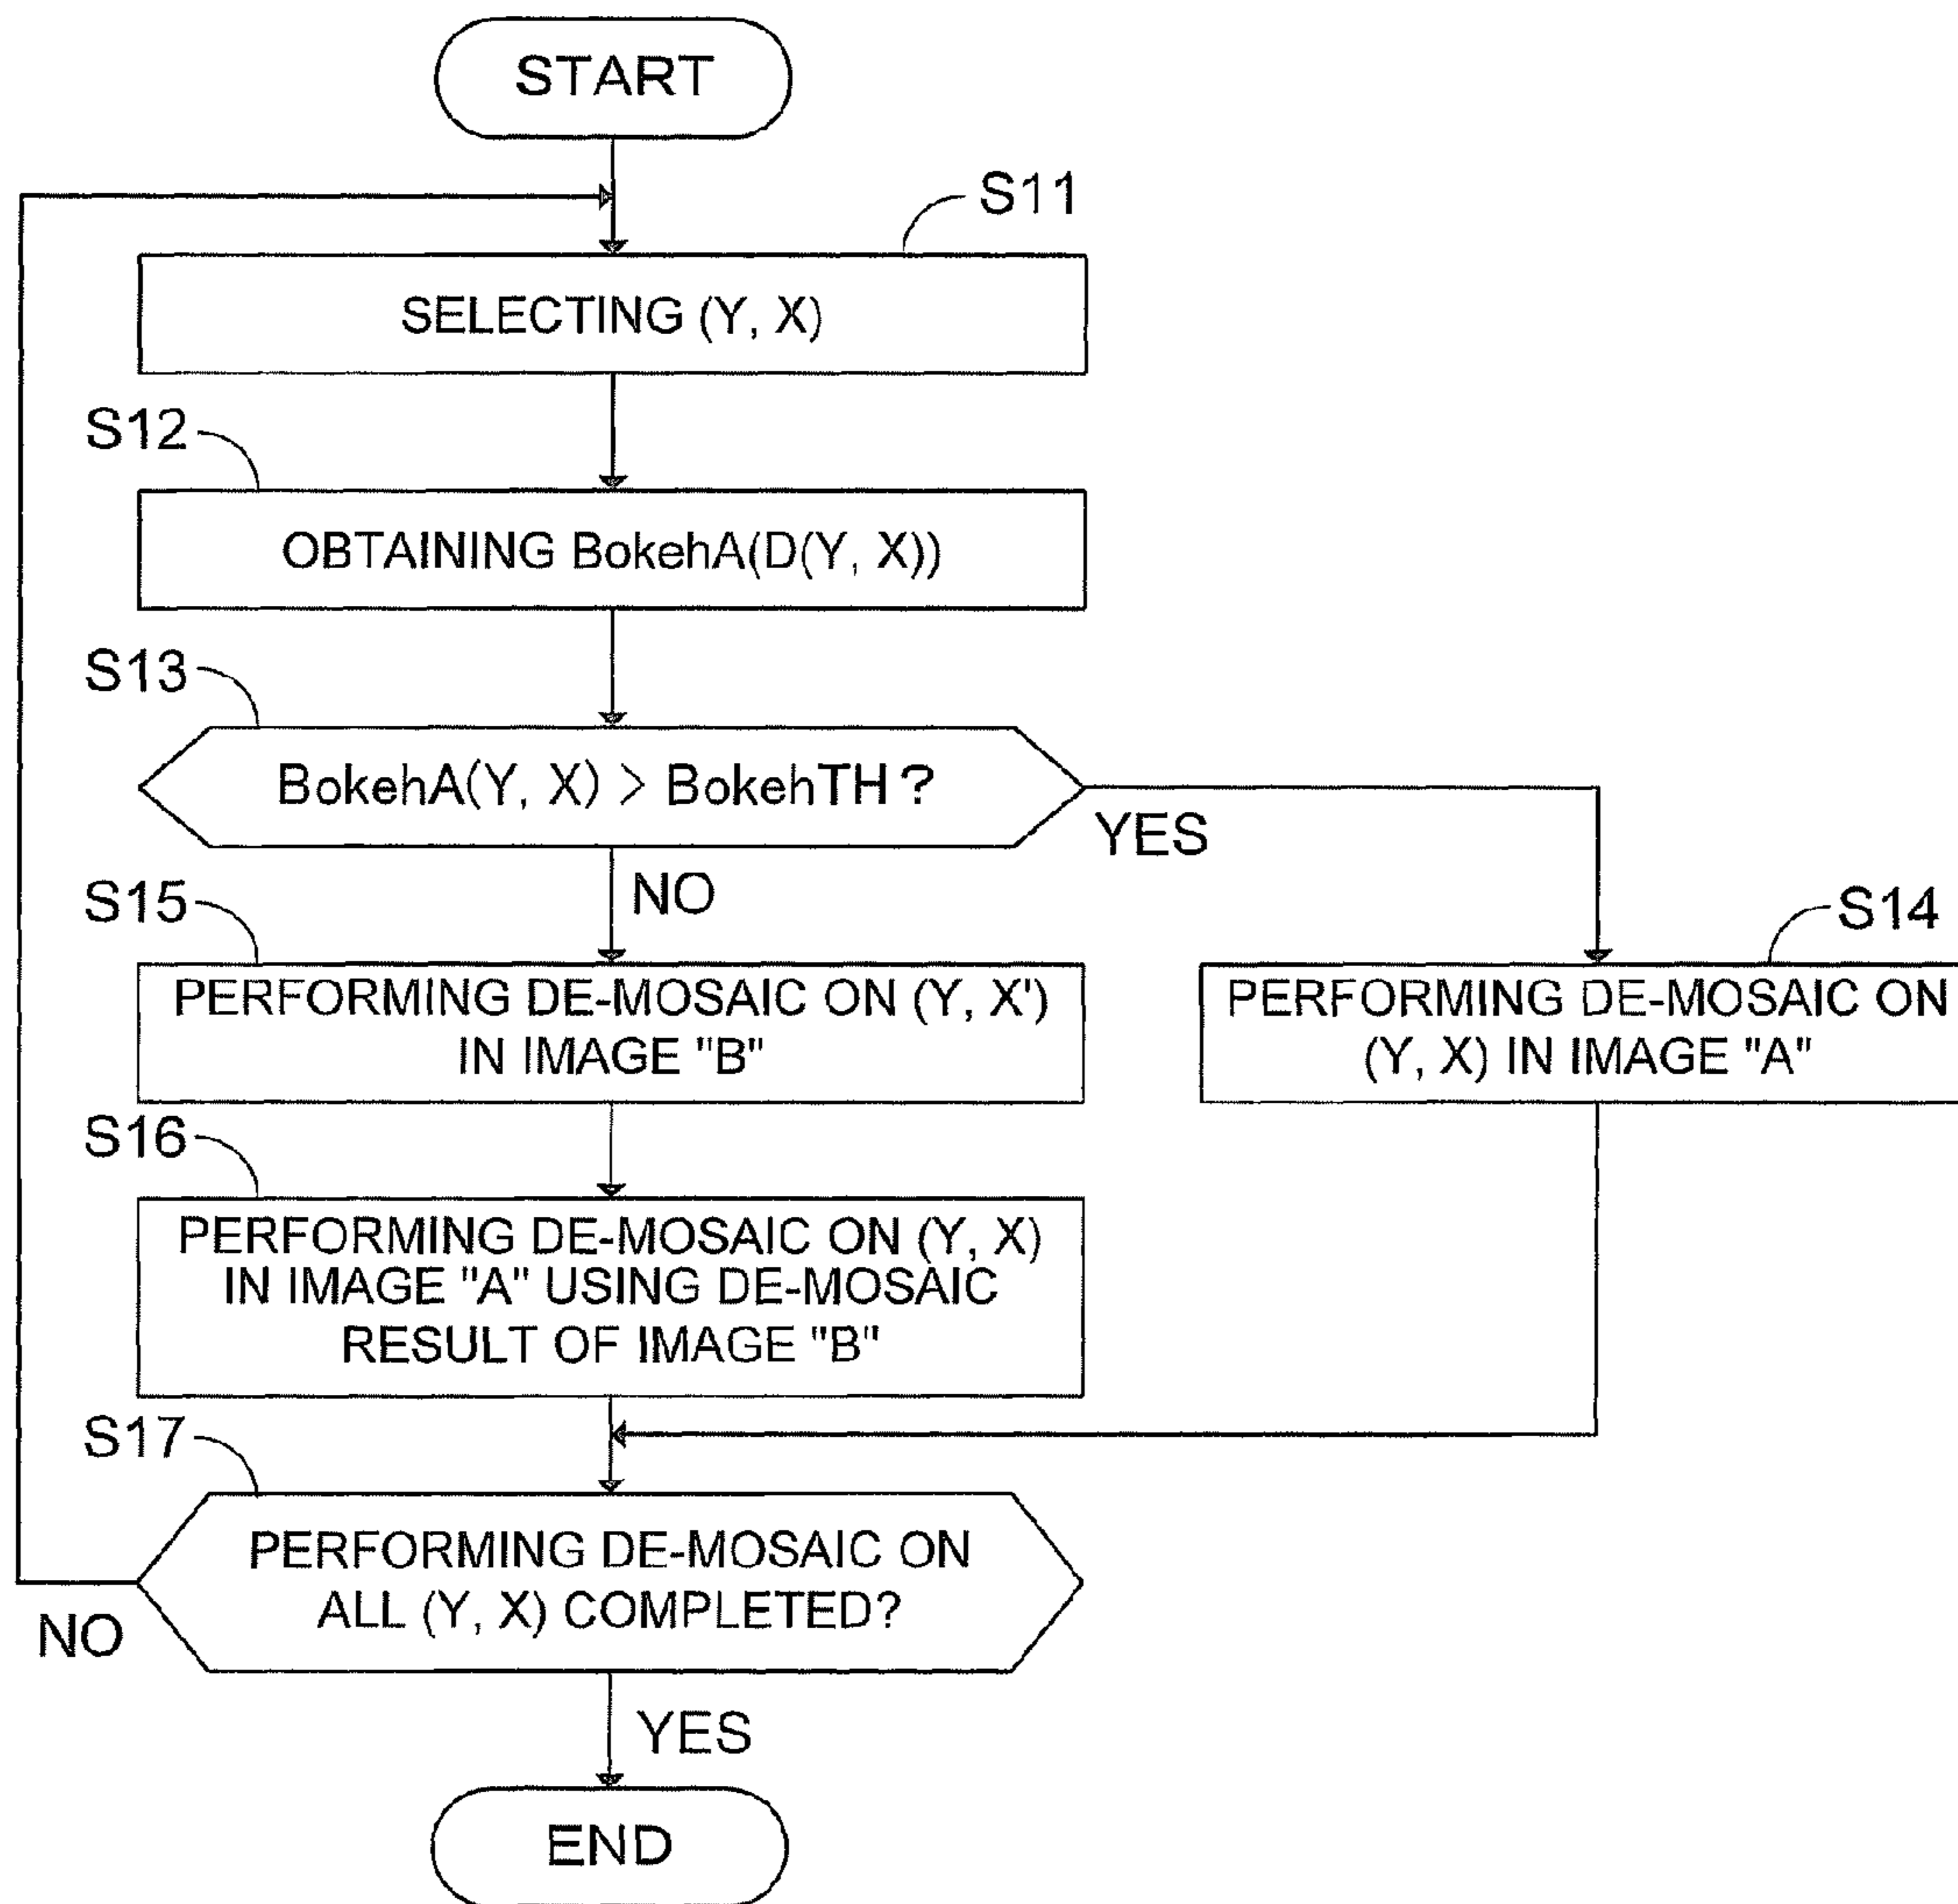 START
S11
SELECTING (Y, X)
S12
OBTAINING BokehA(D(Y, X))
S13
BokehA(Y, X) > BokehTH ?
YES
NO
S15
S14
PERFORMING DE-MOSAIC ON (Y, X')
IN IMAGE "B"
PERFORMING DE-MOSAIC ON
(Y, X) IN IMAGE "A"
S16
PERFORMING DE-MOSAIC ON (Y, X)
IN IMAGE "A" USING DE-MOSAIC
RESULT OF IMAGE "B"
S17
PERFORMING DE-MOSAIC ON
ALL (Y, X) COMPLETED?
NO
YES
END